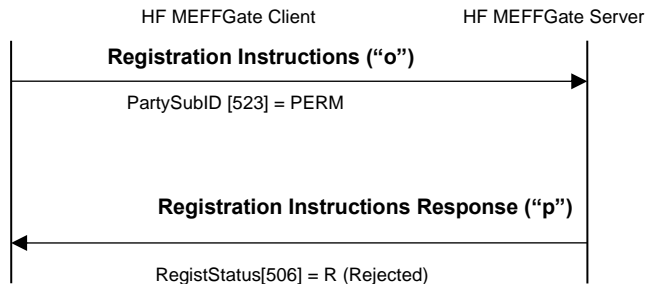 HF MEFFGate Client HF MEFFGate Server
Registration Instructions (“o”)
PartySubID [523] = PERM
Registration Instructions Response (“p”)
RegistStatus[506] = R (Rejected)